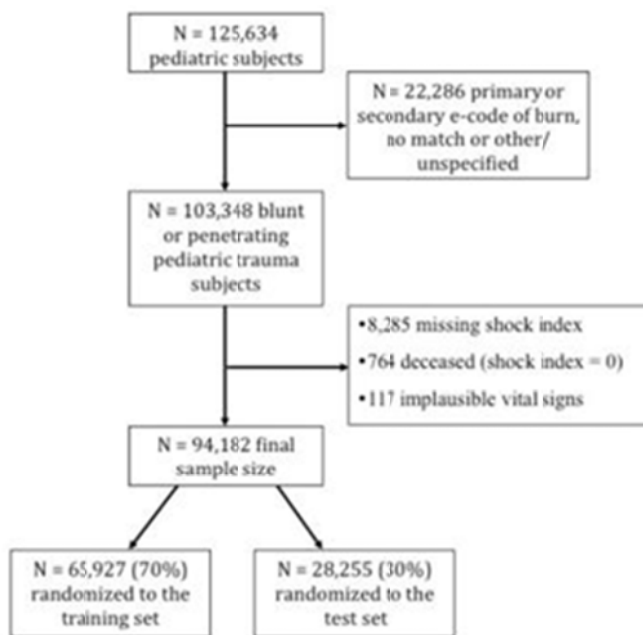 N = 125,634
pediatric subjects
N= 22,286 primary or
secondary e-code of burn,
no match or other/
unspecified
N = 103,348 blunt
or penetrating
pediatric trauma
subjects
•8,285 missing shock index
•764 deceased (shock index = 0)
•117 implausible vital signs
N = 94,182 final
sample size
N = 65,927 (70%)
randomized to the
training set
N = 28,255 (30%)
randomized to the
test set